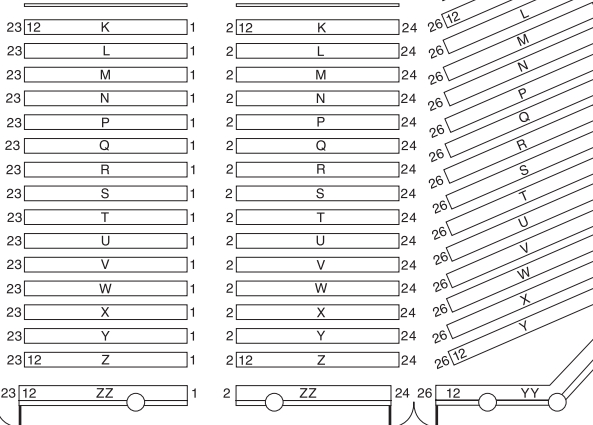 23 12 K 1 2 12 K 24 26 12
23 L 1 2 L 24 26 L
23 M 1 2 M 24 26 M
23 N 1 2 N 24 26 N
23 P 1 2 P 24 26 P
23 Q 1 2 Q 24 26 Q
23 R 1 2 R 24 26 R
23 S 1 2 S 24 26 S
23 T 1 2 T 24 26 T
23 U 1 2 U 24 26 U
23 V 1 2 V 24 26 V
23 W 1 2 W 24 26 W
23 X 1 2 X 24 26 X
23 Y 1 2 Y 24 26 12 Y
23 12 Z 1 2 12 Z 24
23 12 ZZ 1 2 ZZ 24 26 12 YY